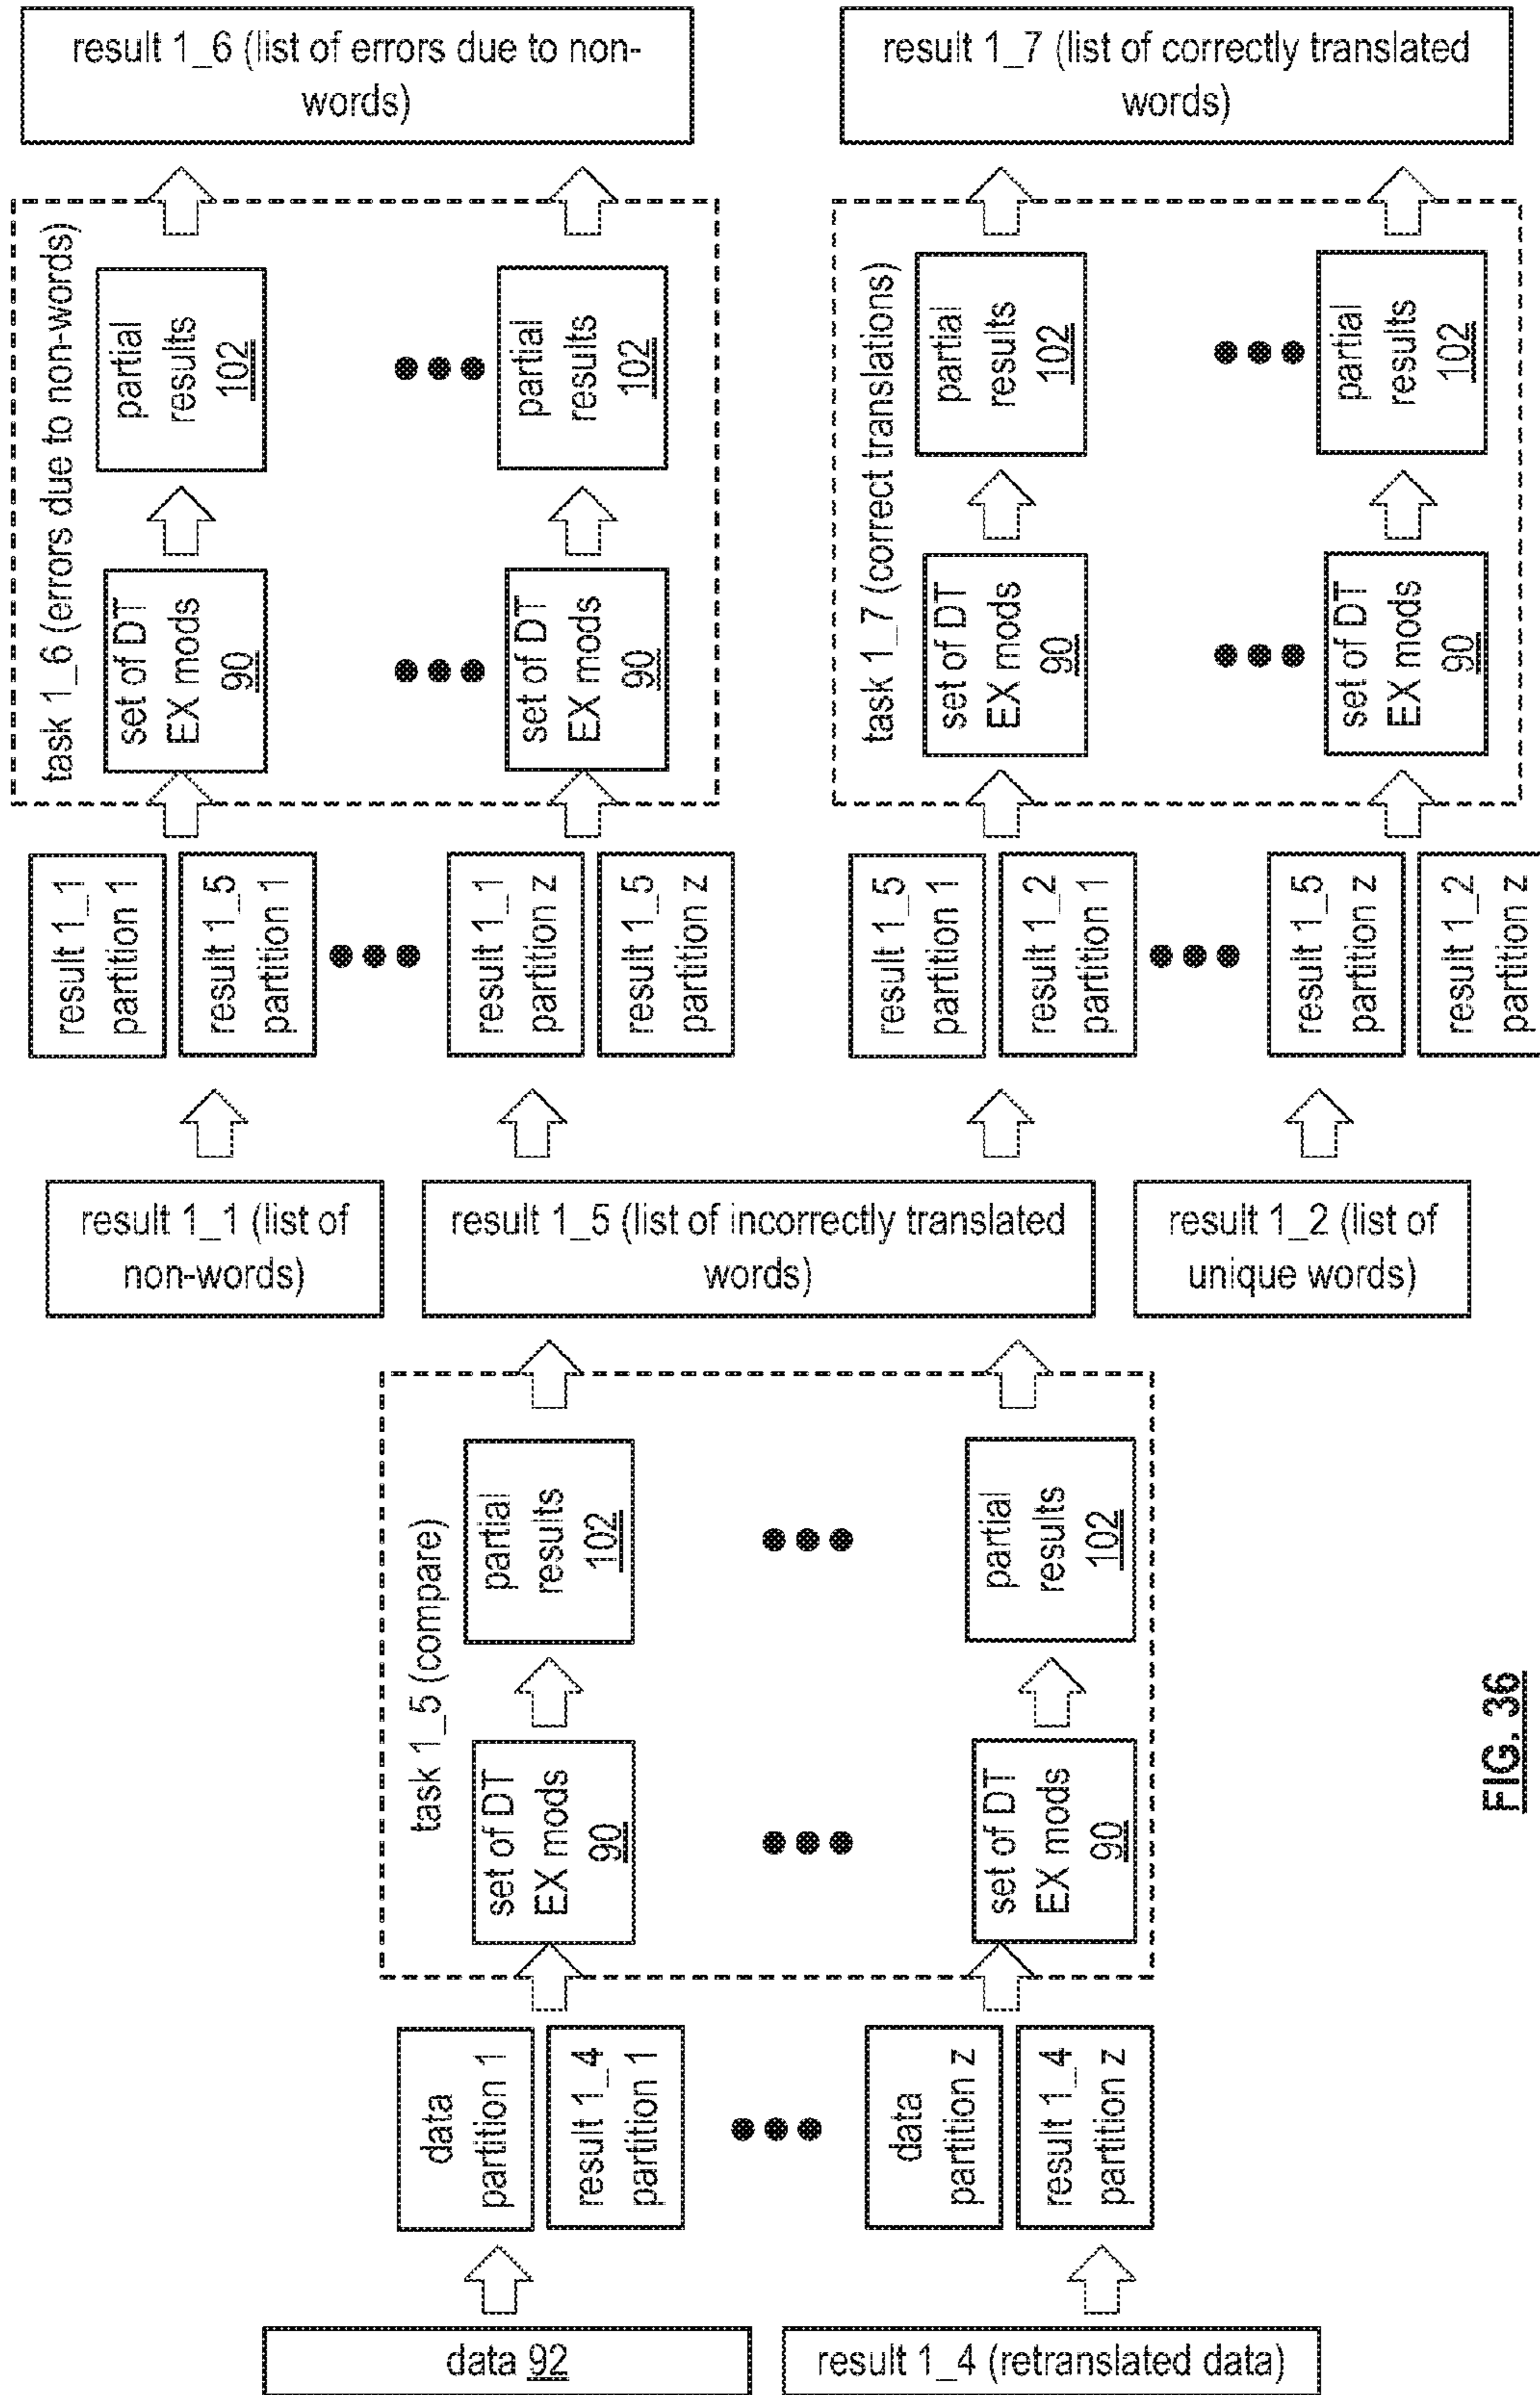 data 92
result 1_4 (retranslated data)
data
partition 1
result 1_4
partition 1
data
partition z
result 1_4
partition z
task 1_5 (compare)
set of DT
EX mods
90
partial
results
102
set of DT
EX mods
90
partial
results
102
result 1_1 (list of
non-words)
result 1_5 (list of incorrectly translated
words)
result 1_2 (list of
unique words)
result 1_1
partition 1
result 1_5
partition 1
result 1_1
partition z
result 1_5
partition z
task 1_6 (errors due to non-words)
set of DT
EX mods
90
partial
results
102
set of DT
EX mods
90
partial
results
102
result 1_6 (list of errors due to non-
words)
result 1_5
partition 1
result 1_2
partition 1
result 1_5
partition z
result 1_2
partition z
task 1_7 (correct translations)
set of DT
EX mods
90
partial
results
102
set of DT
EX mods
90
partial
results
102
result 1_7 (list of correctly translated
words)
FIG. 36